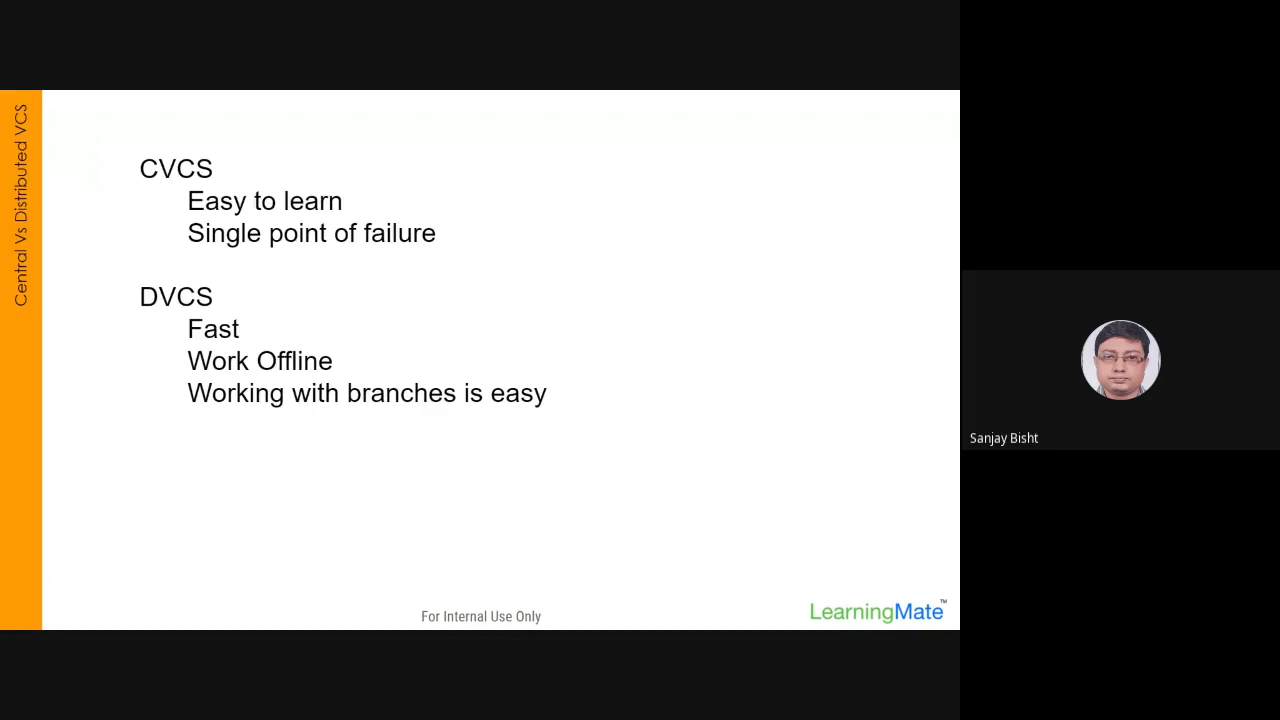 Central Vs Distributed VCS
CVCS
Easy to learn
Single point of failure
DVCS
Fast
Work Offline
Working with branches is easy
For Internal Use Only
LearningMate™
Sanjay Bisht